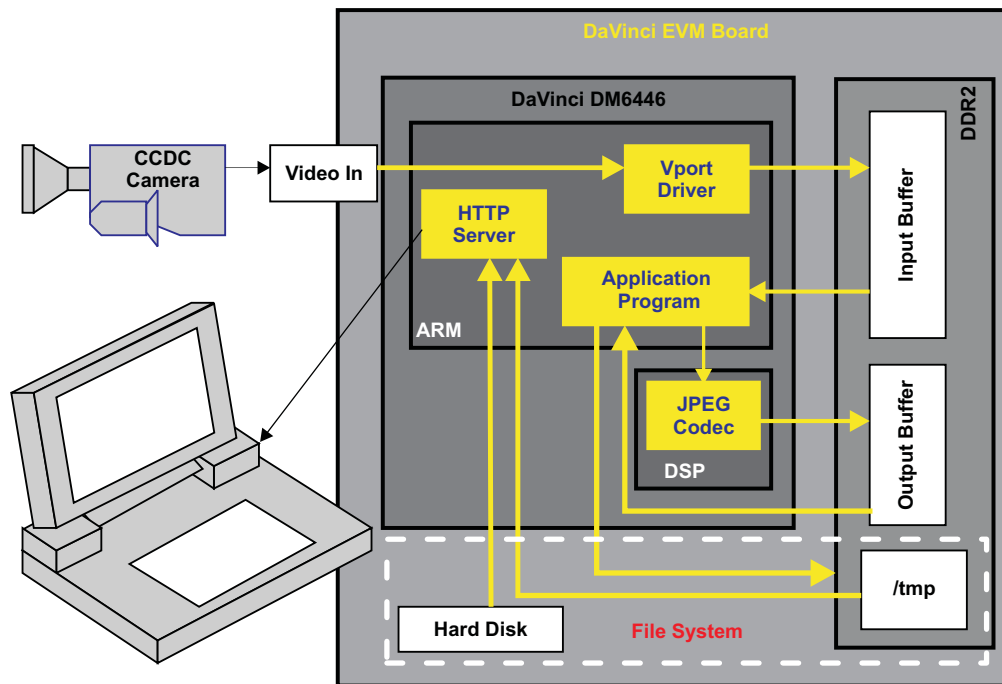 DaVinci EVM Board
DaVinci DM6446
DDR2
CCDC
Camera
Video In
Vport
Driver
Input Buffer
HTTP
Server
Application
Program
ARM
JPEG
Codec
DSP
Output Buffer
/tmp
Hard Disk
File System